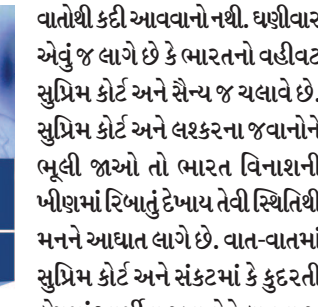 વાતોથી કદી આવવાનો નથી. ઘણીવાર
એવું જ લાગે છે કે ભારતનો વહીવટ
સુપ્રિમ કોર્ટ અને સૈન્ય જ ચલાવે છે.
સુપ્રિમ કોર્ટ અને લશ્કરના જવાનોને
ભૂલી જાઓ તો ભારત વિનાશની
ખીણમાં રિબાતું દેખાય તેવી સ્થિતિથી
મનને આઘાત લાગે છે. વાત-વાતમાં
સુપ્રિમ કોર્ટ અને સંકટમાં કે કુદરતી